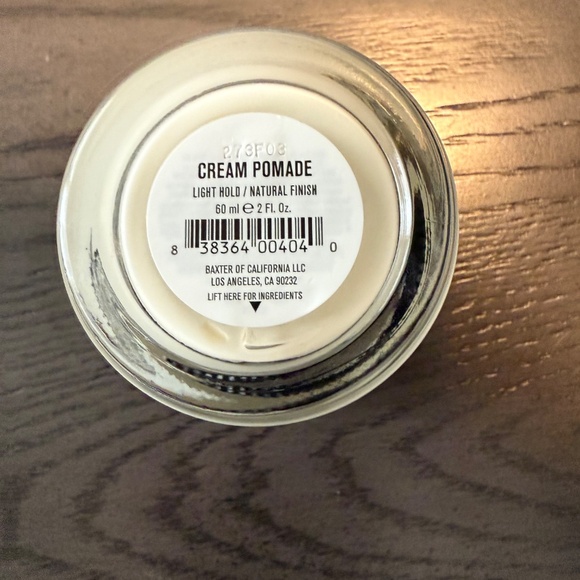 273F03
CREAM POMADE
LIGHT HOLD / NATURAL FINISH
60 ml ℮ 2 Fl. Oz.
8 38364 00404 0
BAXTER OF CALIFORNIA LLC
LOS ANGELES, CA 90232
LIFT HERE FOR INGREDIENTS